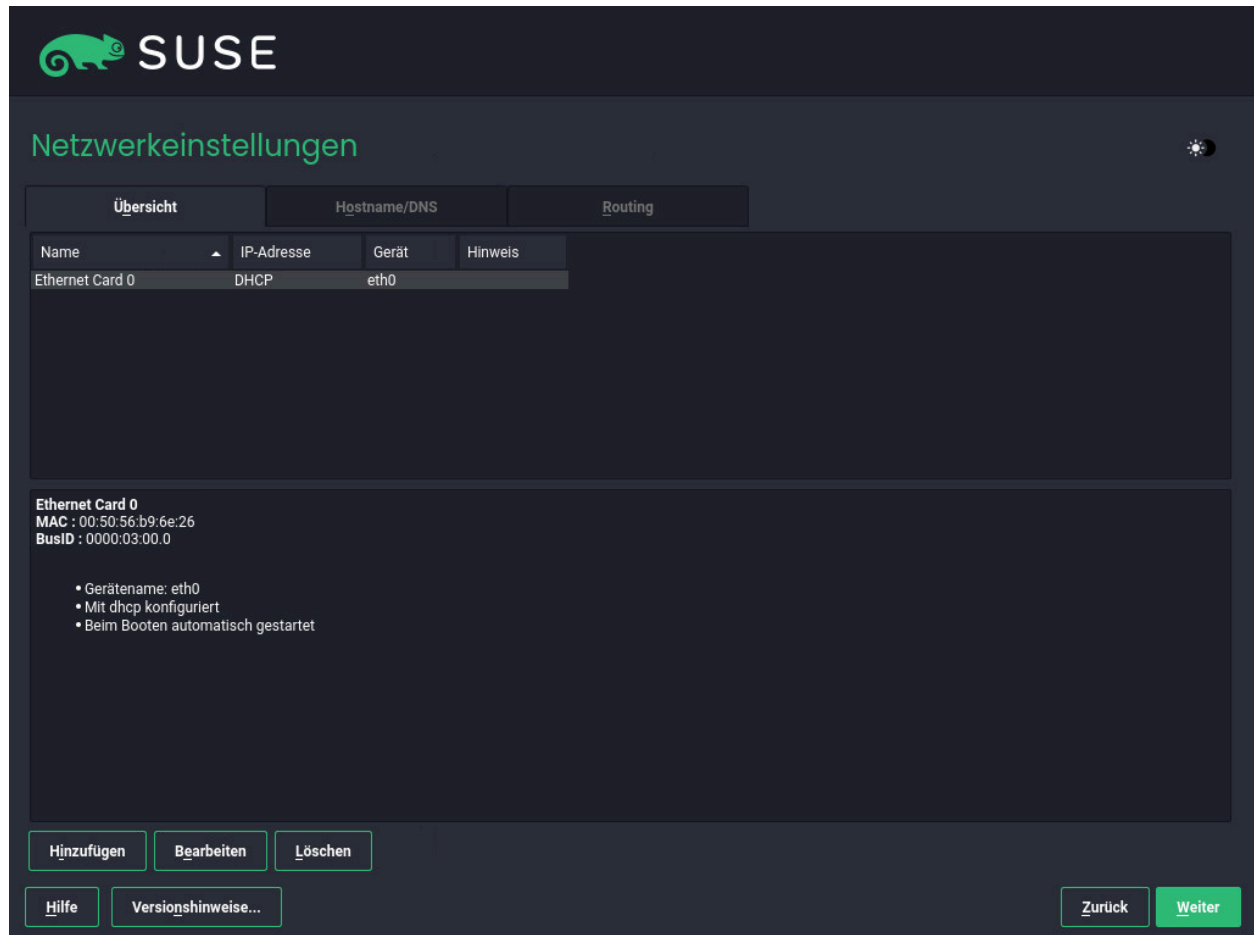 SUSE
Netzwerkeinstellungen
Übersicht Hostname/DNS Routing
Name IP-Adresse Gerät Hinweis
Ethernet Card 0 DHCP eth0
Ethernet Card 0
MAC : 00:50:56:b9:6e:26
BusID : 0000:03:00.0
• Gerätename: eth0
• Mit dhcp konfiguriert
• Beim Booten automatisch gestartet
Hinzufügen Bearbeiten Löschen
Hilfe Versionshinweise... Zurück Weiter